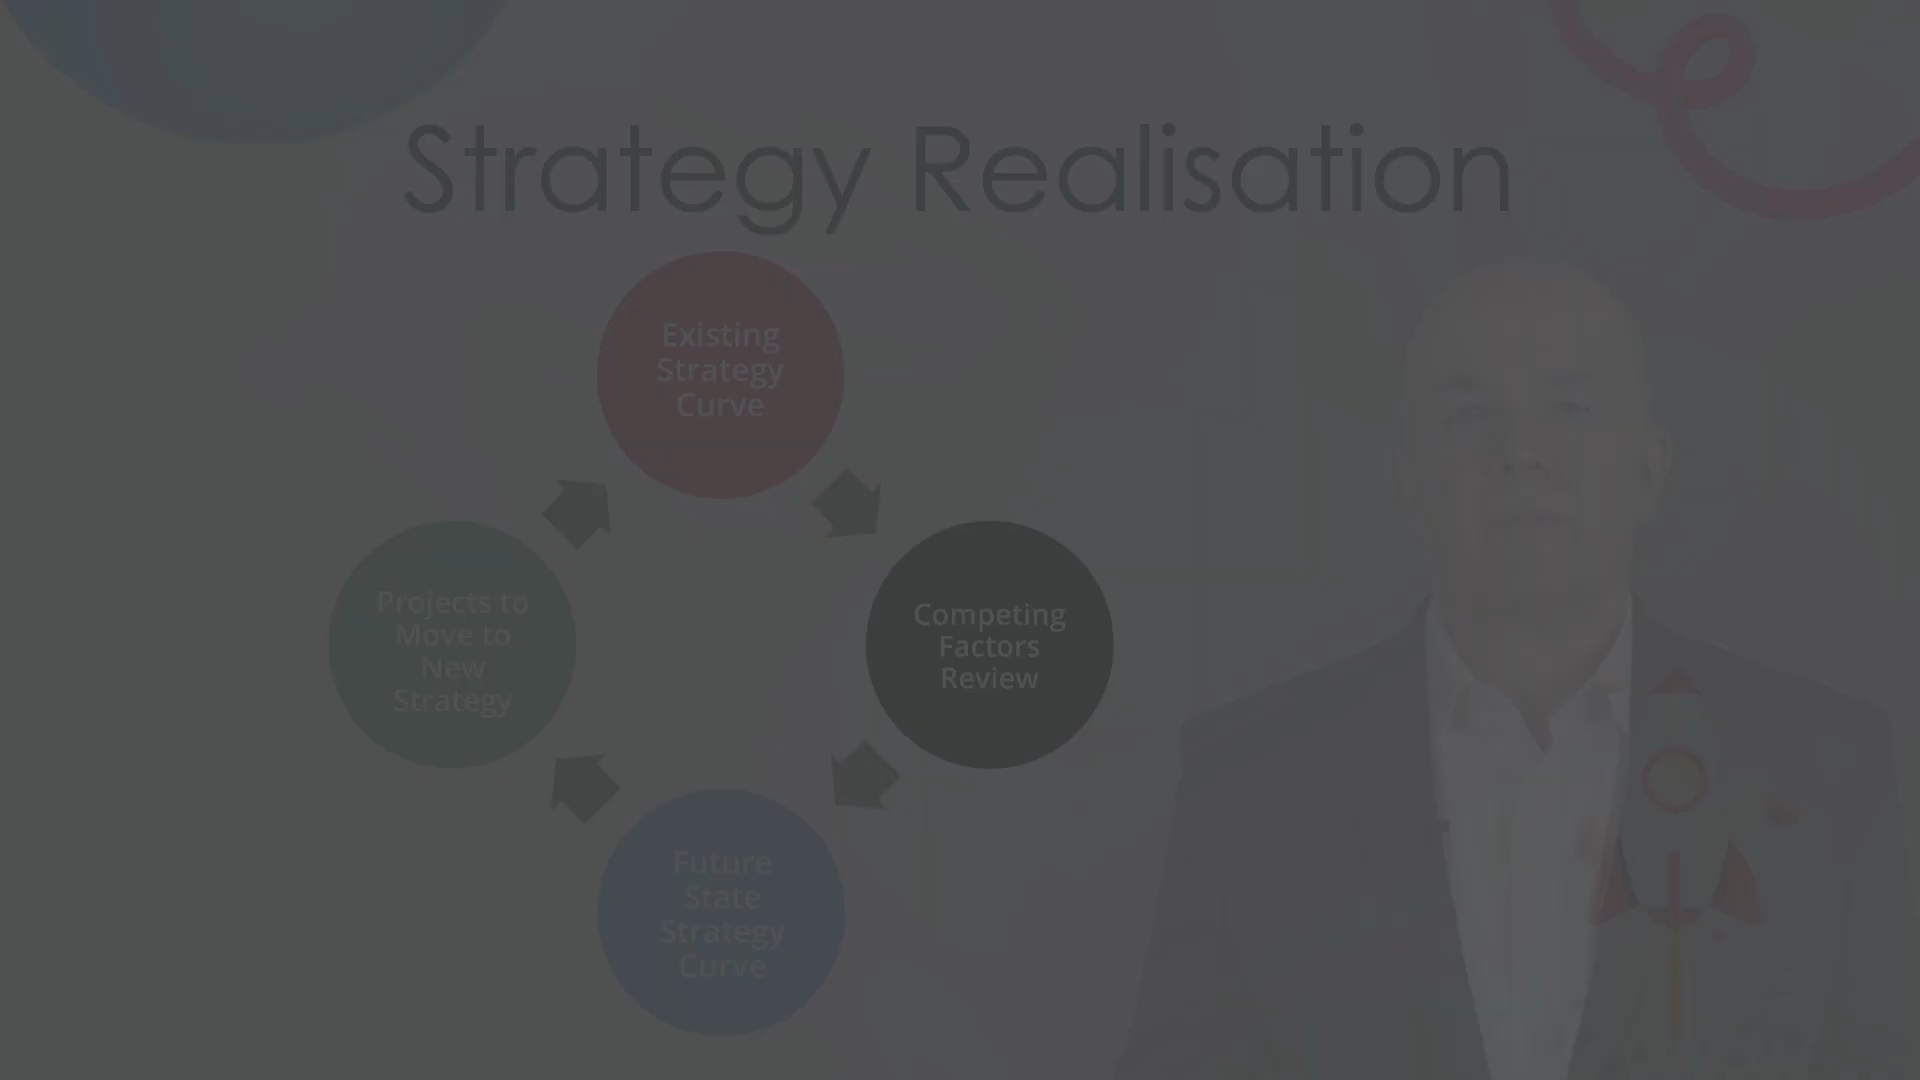 Strategy Realisation
Existing
Strategy
Curve
Competing
Factors
Review
Future
State
Strategy
Curve
Projects to
Move to
New
Strategy